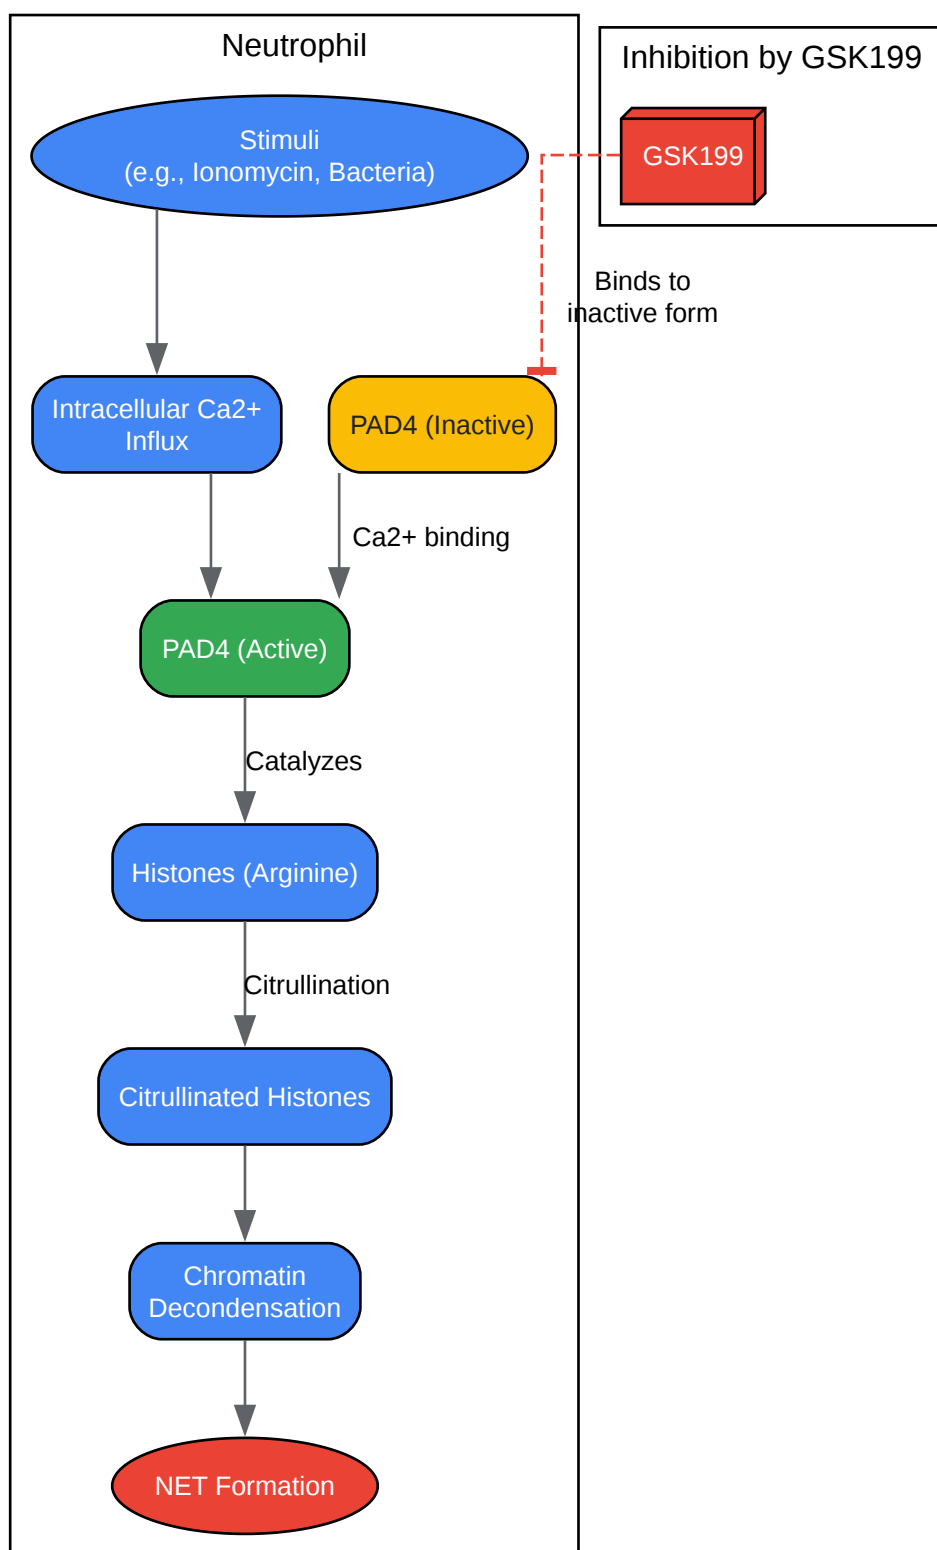 Neutrophil
Inhibition by GSK199
Stimuli
(e.g., Ionomycin, Bacteria)
GSK199
Binds to
inactive form
Intracellular Ca2+
Influx
PAD4 (Inactive)
Ca2+ binding
PAD4 (Active)
Catalyzes
Histones (Arginine)
Citrullination
Citrullinated Histones
Chromatin
Decondensation
NET Formation